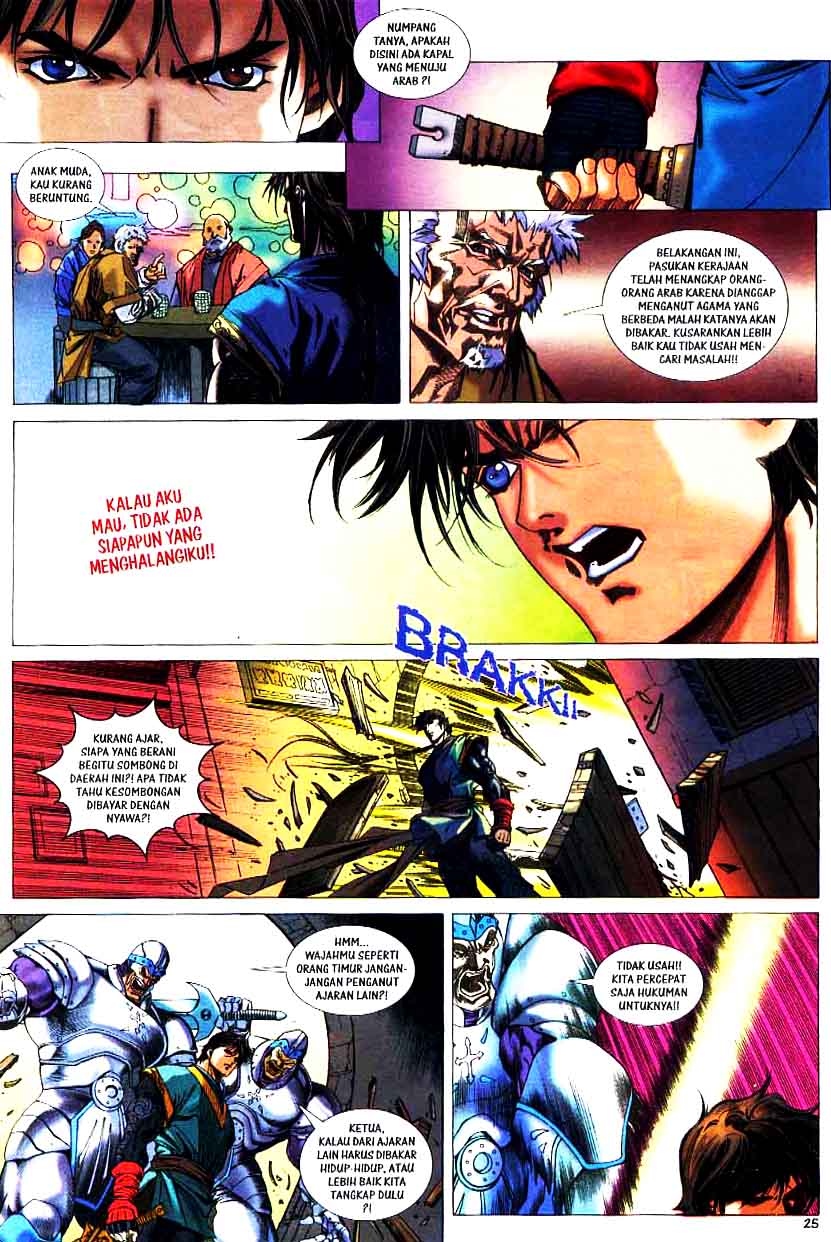 NUMPANG
TANYA, APAKAH
DISINI ADA KAPAL
YANG MENUJU
ARAB ?!
ANAK MUDA,
KAU KURANG
BERUNTUNG.
BELAKANGAN INI,
PASUKAN KERAJAAN
TELAH MENANGKAP ORANG-
ORANG ARAB KARENA DIANGGAP
MENGANUT AGAMA YANG
BERBEDA MALAH KATANYA AKAN
DIBAKAR. KUSARANKAN LEBIH
BAIK KAU TIDAK USAH MEN-
CARI MASALAH!!
KALAU AKU
MAU, TIDAK ADA
SIAPAPUN YANG
MENGHALANGIKU!!
BRAKK!!
KURANG AJAR,
SIAPA YANG BERANI
BEGITU SOMBONG DI
DAERAH INI?! APA TIDAK
TAHU KESOMBONGAN
DIBAYAR DENGAN
NYAWA?!
HMM...
WAJAHMU SEPERTI
ORANG TIMUR JANGAN-
JANGAN PENGANUT
AJARAN LAIN?!
KETUA,
KALAU DARI AJARAN
LAIN HARUS DIBAKAR
HIDUP-HIDUP, ATAU
LEBIH BAIK KITA
TANGKAP DULU
?!
TIDAK USAH!!
KITA PERCEPAT
SAJA HUKUMAN
UNTUKNYA!!
25